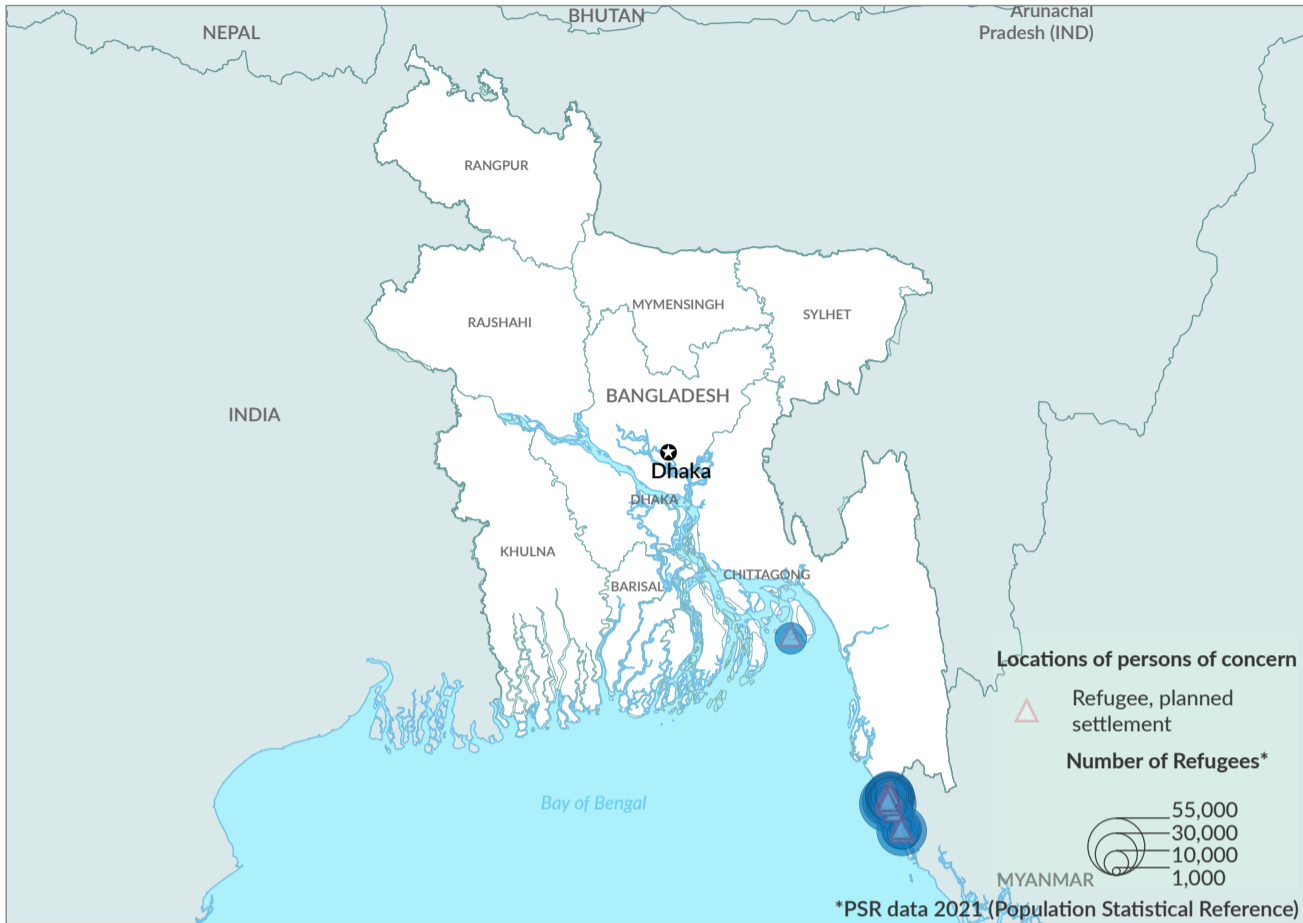 BHUTAN
Arunachal
Pradesh (IND)
NEPAL
RANGPUR
MYMENSINGH
RAJSHAHI
SYLHET
BANGLADESH
INDIA
Dhaka
DHAKA
KHULNA
BARISAL
CHITTAGONG
Bay of Bengal
Locations of persons of concern
Refugee, planned
settlement
Number of Refugees*
55,000
30,000
10,000
1,000
MYANMAR
*PSR data 2021 (Population Statistical Reference)